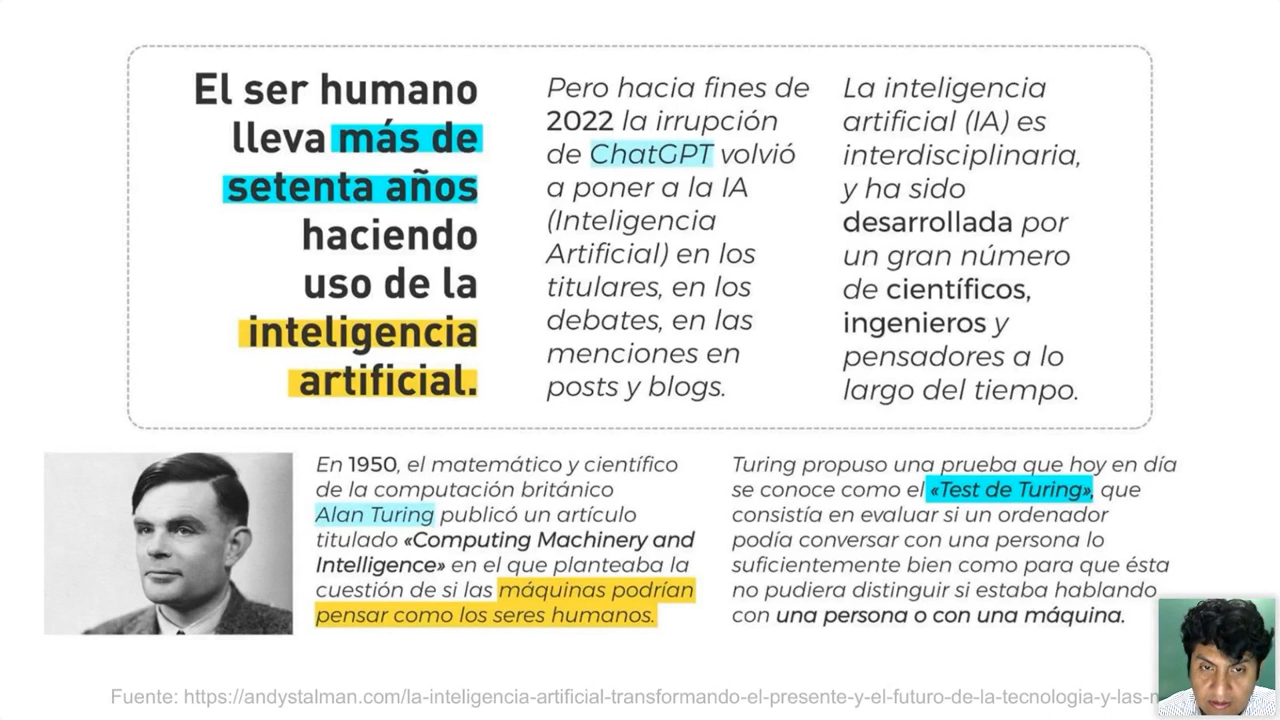 El ser humano
lleva más de
setenta años
haciendo
uso de la
inteligencia
artificial.
Pero hacia fines de
2022 la irrupción
de ChatGPT volvió
a poner a la IA
(Inteligencia
Artificial) en los
titulares, en los
debates, en las
menciones en
posts y blogs.
La inteligencia
artificial (IA) es
interdisciplinaria,
y ha sido
desarrollada por
un gran número
de científicos,
ingenieros y
pensadores a lo
largo del tiempo.
En 1950, el matemático y científico
de la computación británico
Alan Turing publicó un artículo
titulado «Computing Machinery and
Intelligence» en el que planteaba la
cuestión de si las máquinas podrían
pensar como los seres humanos.
Turing propuso una prueba que hoy en día
se conoce como el «Test de Turing», que
consistía en evaluar si un ordenador
podía conversar con una persona lo
suficientemente bien como para que ésta
no pudiera distinguir si estaba hablando
con una persona o con una máquina.
Fuente: https://andystalman.com/la-inteligencia-artificial-transformando-el-presente-y-el-futuro-de-la-tecnologia-y-las-